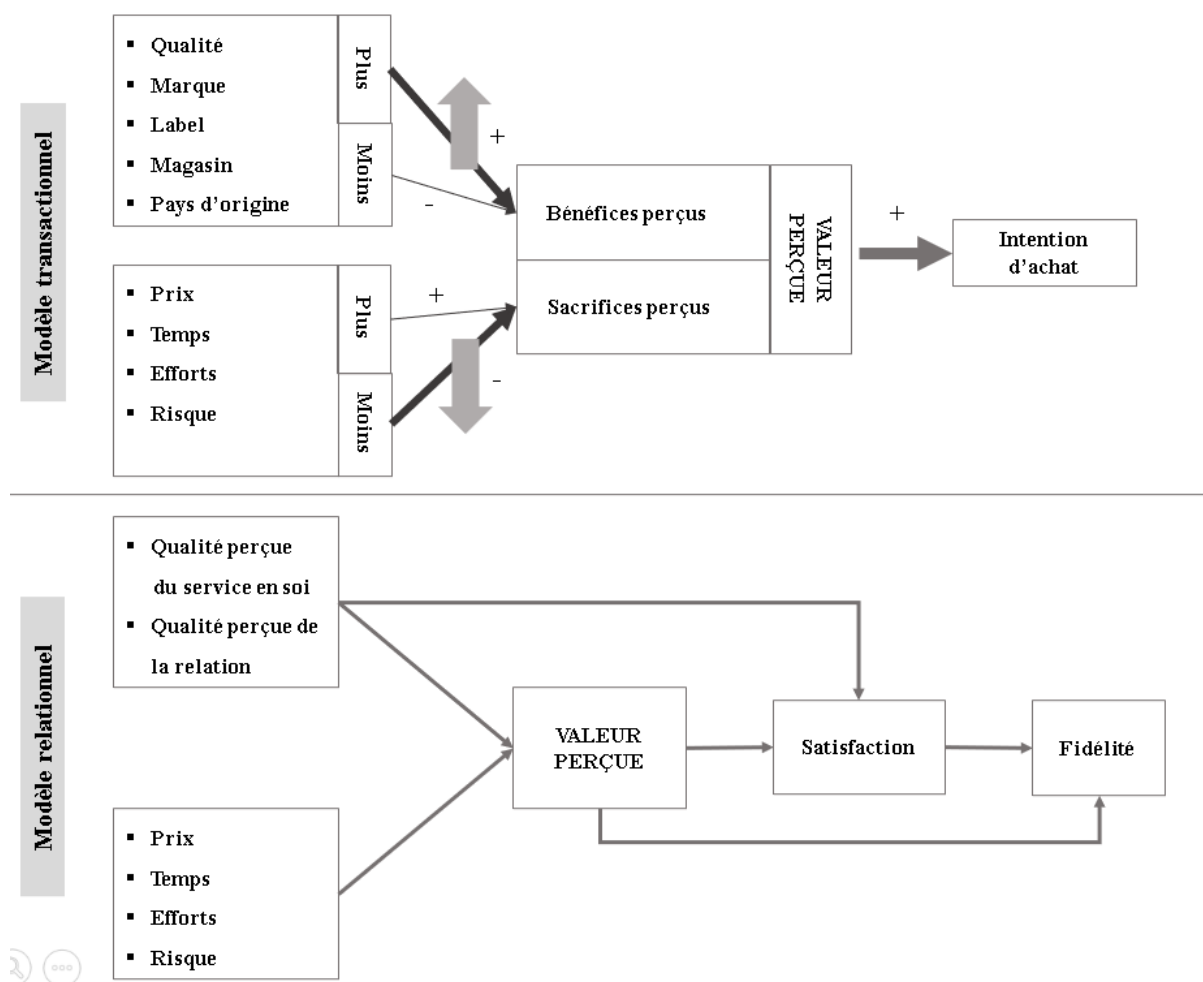 Modèle transactionnel
▪ Qualité
▪ Marque
▪ Label
▪ Magasin
▪ Pays d'origine
Plus
Moins
+
-
▪ Prix
▪ Temps
▪ Efforts
▪ Risque
Plus
Moins
+
-
Bénéfices perçus
Sacrifices perçus
VALEUR
PERÇUE
+
Intention
d'achat
Modèle relationnel
▪ Qualité perçue
du service en soi
▪ Qualité perçue de
la relation
▪ Prix
▪ Temps
▪ Efforts
▪ Risque
VALEUR
PERÇUE
Satisfaction
Fidélité